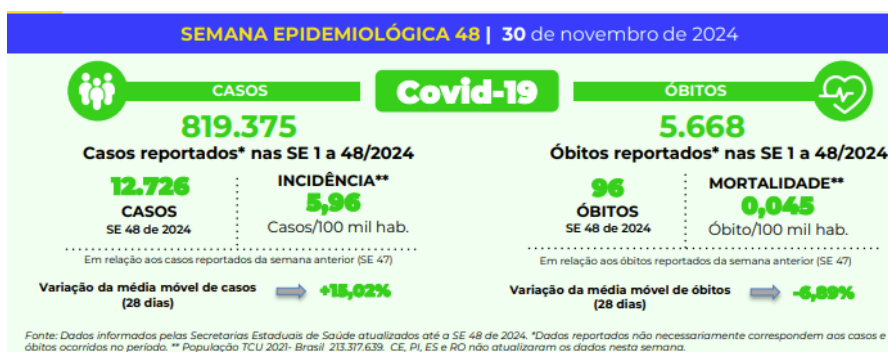 SEMANA EPIDEMIOLÓGICA 48 | 30 de novembro de 2024
CASOS
Covid-19
ÓBITOS
819.375
Casos reportados* nas SE 1 a 48/2024
12.726
CASOS
SE 48 de 2024
INCIDÊNCIA**
5,96
Casos/100 mil hab.
Em relação aos casos reportados da semana anterior (SE 47)
Variação da média móvel de casos
(28 dias)
+15,02%
5.668
Óbitos reportados* nas SE 1 a 48/2024
96
ÓBITOS
SE 48 de 2024
MORTALIDADE**
0,045
Óbito/100 mil hab.
Em relação aos óbitos reportados da semana anterior (SE 47)
Variação da média móvel de óbitos
(28 dias)
-6,89%
Fonte: Dados informados pelas Secretarias Estaduais de Saúde atualizados até a SE 48 de 2024. *Dados reportados não necessariamente correspondem aos casos e
óbitos ocorridos no período. ** População TCU 2021- Brasil 213.317.639. CE, PI, ES e RO não atualizaram os dados nesta semana.